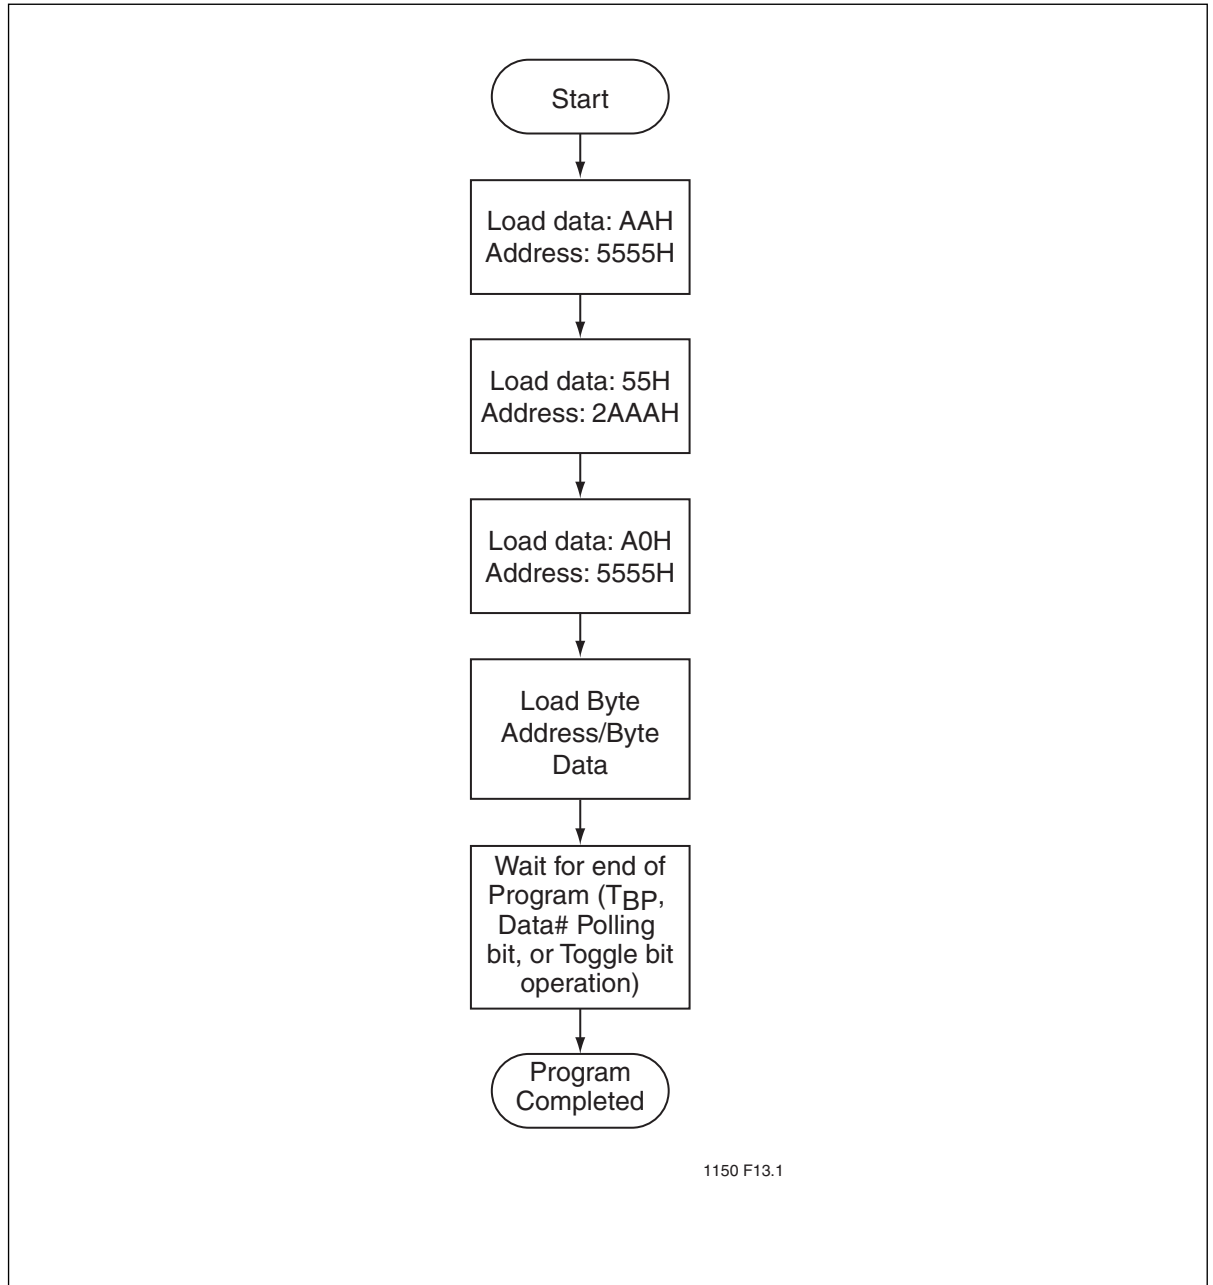 Start
Load data: AAH
Address: 5555H
Load data: 55H
Address: 2AAAH
Load data: A0H
Address: 5555H
Load Byte
Address/Byte
Data
Wait for end of
Program (TBP,
Data# Polling
bit, or Toggle bit
operation)
Program
Completed
1150 F13.1